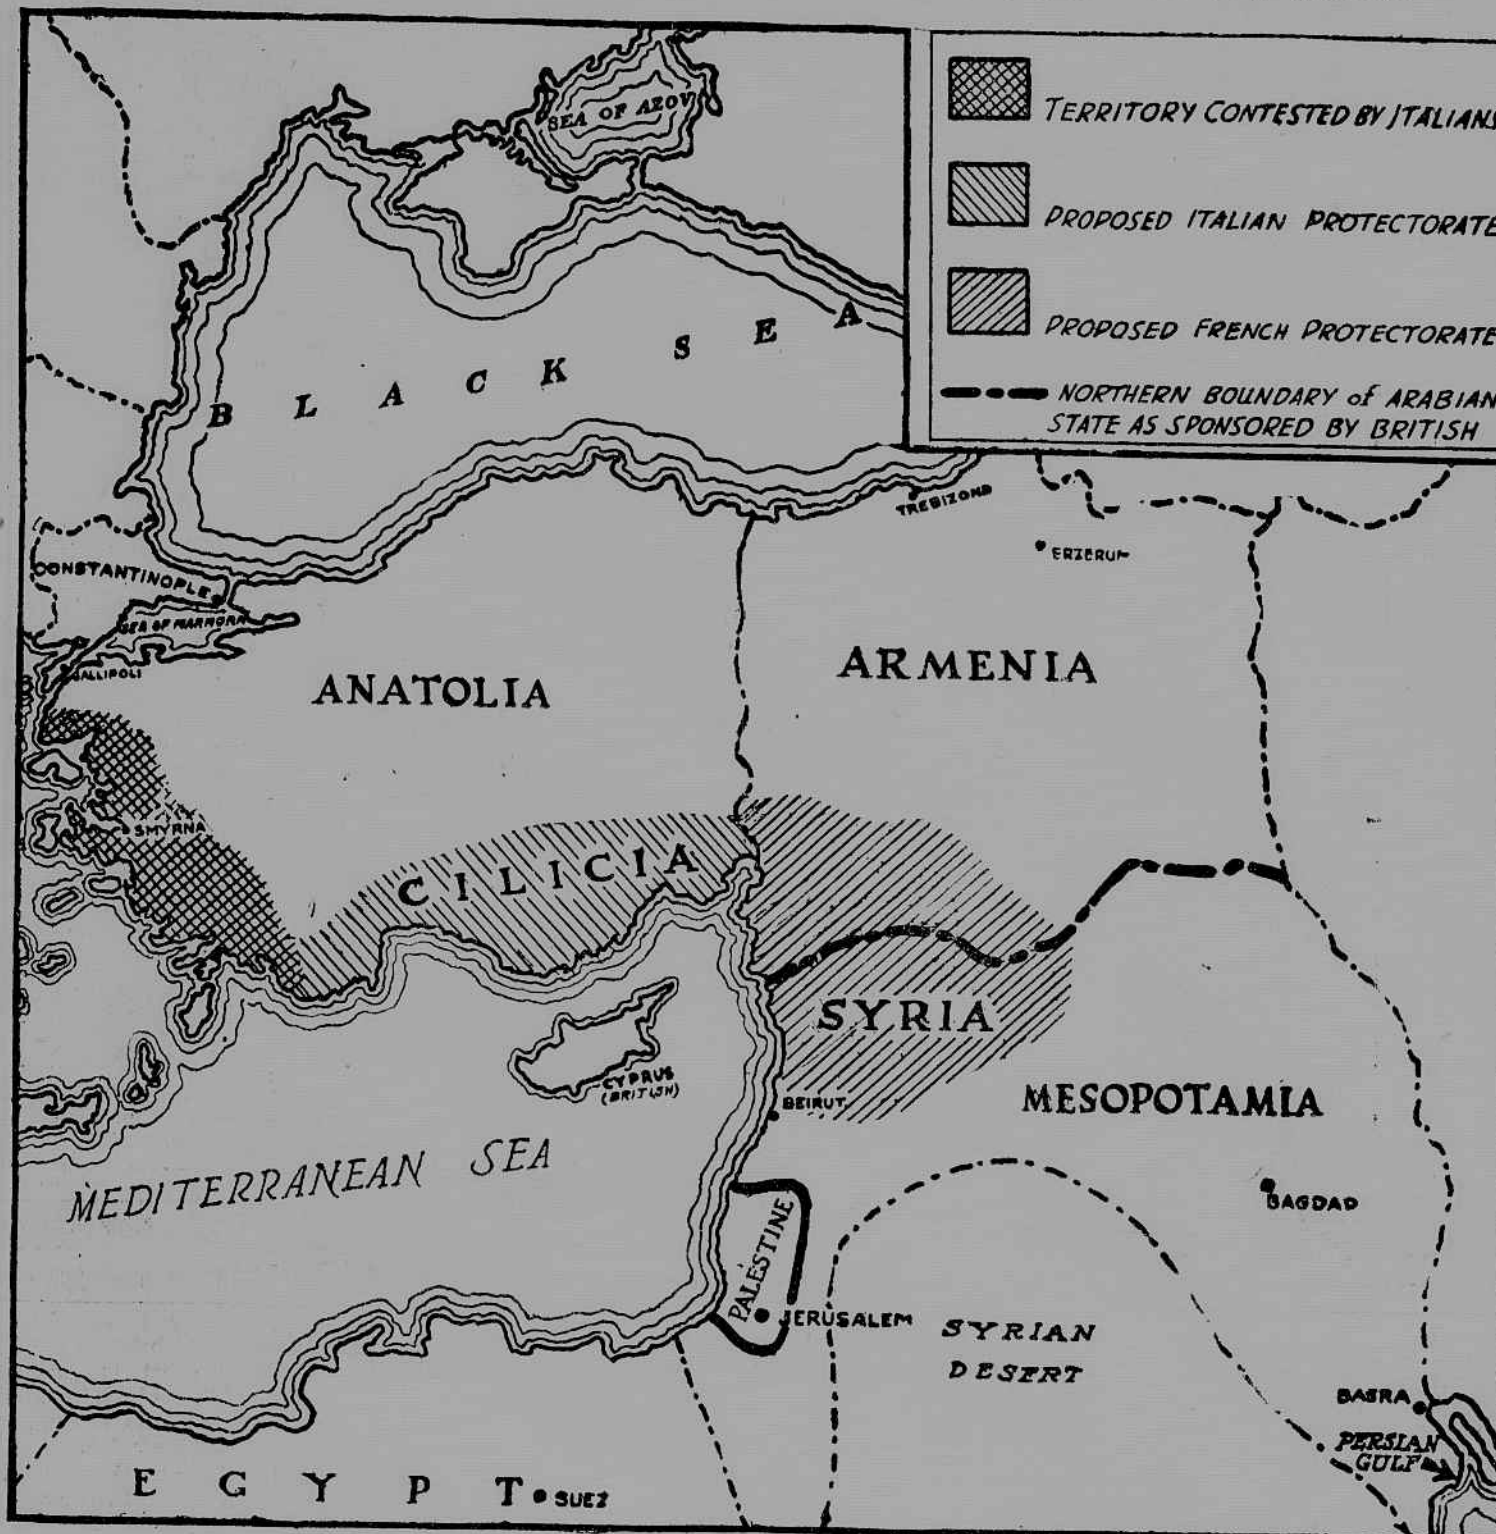 SEA OF AZOV
BLACK SEA
TERRITORY CONTESTED BY ITALIANS
PROPOSED ITALIAN PROTECTORATE
PROPOSED FRENCH PROTECTORATE
NORTHERN BOUNDARY of ARABIAN
STATE AS SPONSORED BY BRITISH
TREBIZOND
ERZERUM
CONSTANTINOPLE
SEA OF MARMORA
GALLIPOLI
ANATOLIA
ARMENIA
SMYRNA
CILICIA
SYRIA
CYPRUS
(BRITISH)
BEIRUT
MESOPOTAMIA
MEDITERRANEAN SEA
BAGDAD
PALESTINE
JERUSALEM
SYRIAN
DESERT
BASRA
PERSIAN
GULF
EGYPT
SUEZ